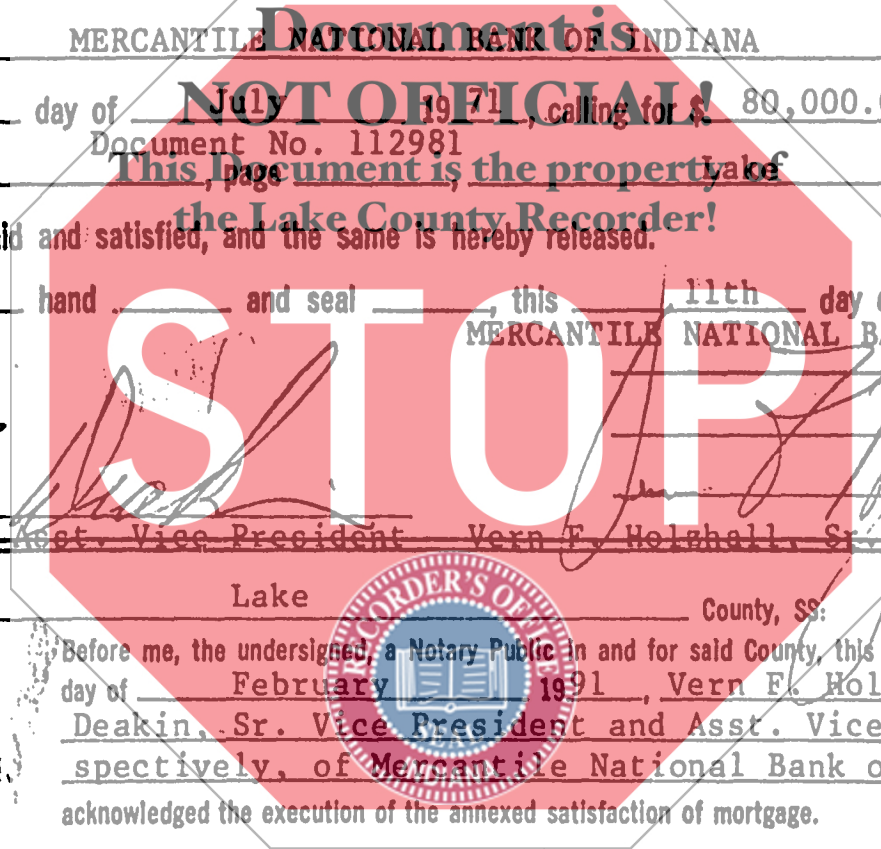 MERCANTILE NATIONAL BANK OF INDIANA
Document is
day of July 19 71, calling for $ 80,000.
NOT OFFICIAL!
Document No. 112981
This Document is the property of
, page , Lake
the Lake County Recorder!
and satisfied, and the same is hereby released.
hand and seal , this 11th day
MERCANTILE NATIONAL
STOP
Vice President Vern F. Holzhall, Sr.
Lake County, SS:
RECORDER'S OFFICE
Before me, the undersigned, a Notary Public in and for said County, this
day of February 1991 , Vern F. Hol
Deakin, Sr. Vice President and Asst. Vice
SEAL
spectively, of Mercantile National Bank o
INDIANA
acknowledged the execution of the annexed satisfaction of mortgage.